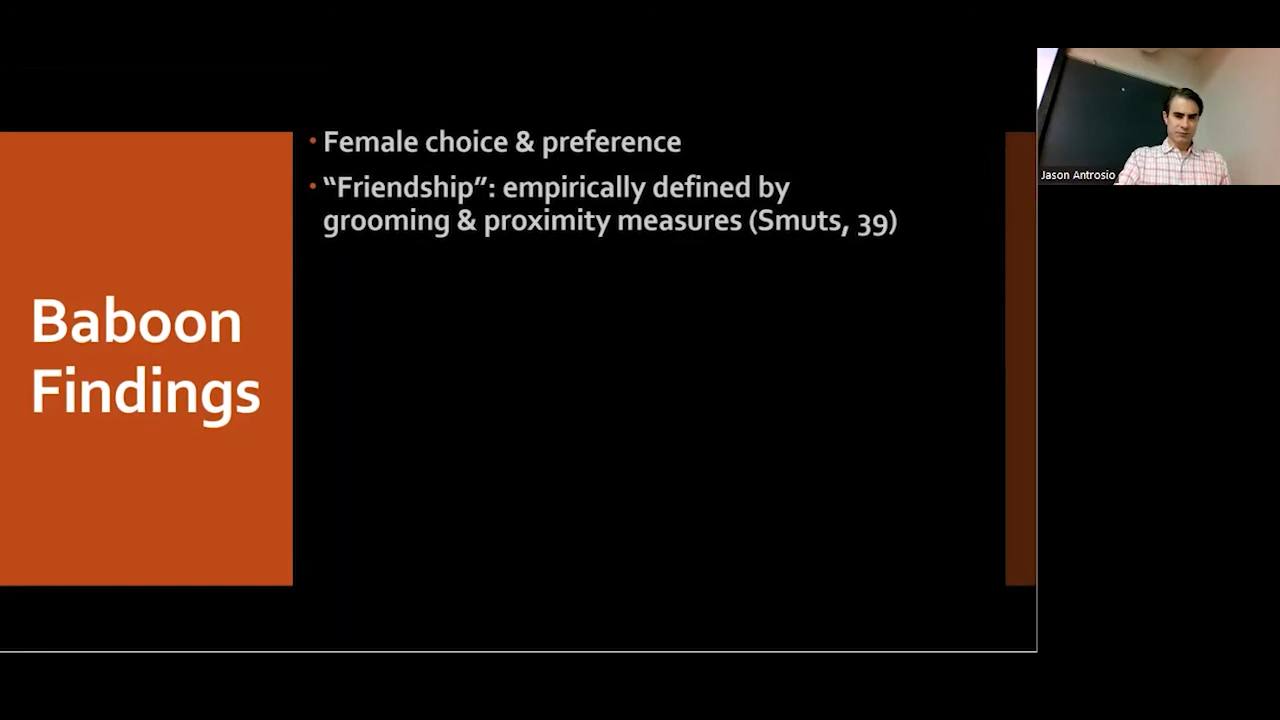 Baboon
Findings
• Female choice & preference
• “Friendship”: empirically defined by
grooming & proximity measures (Smuts, 39)
Jason Antrosio